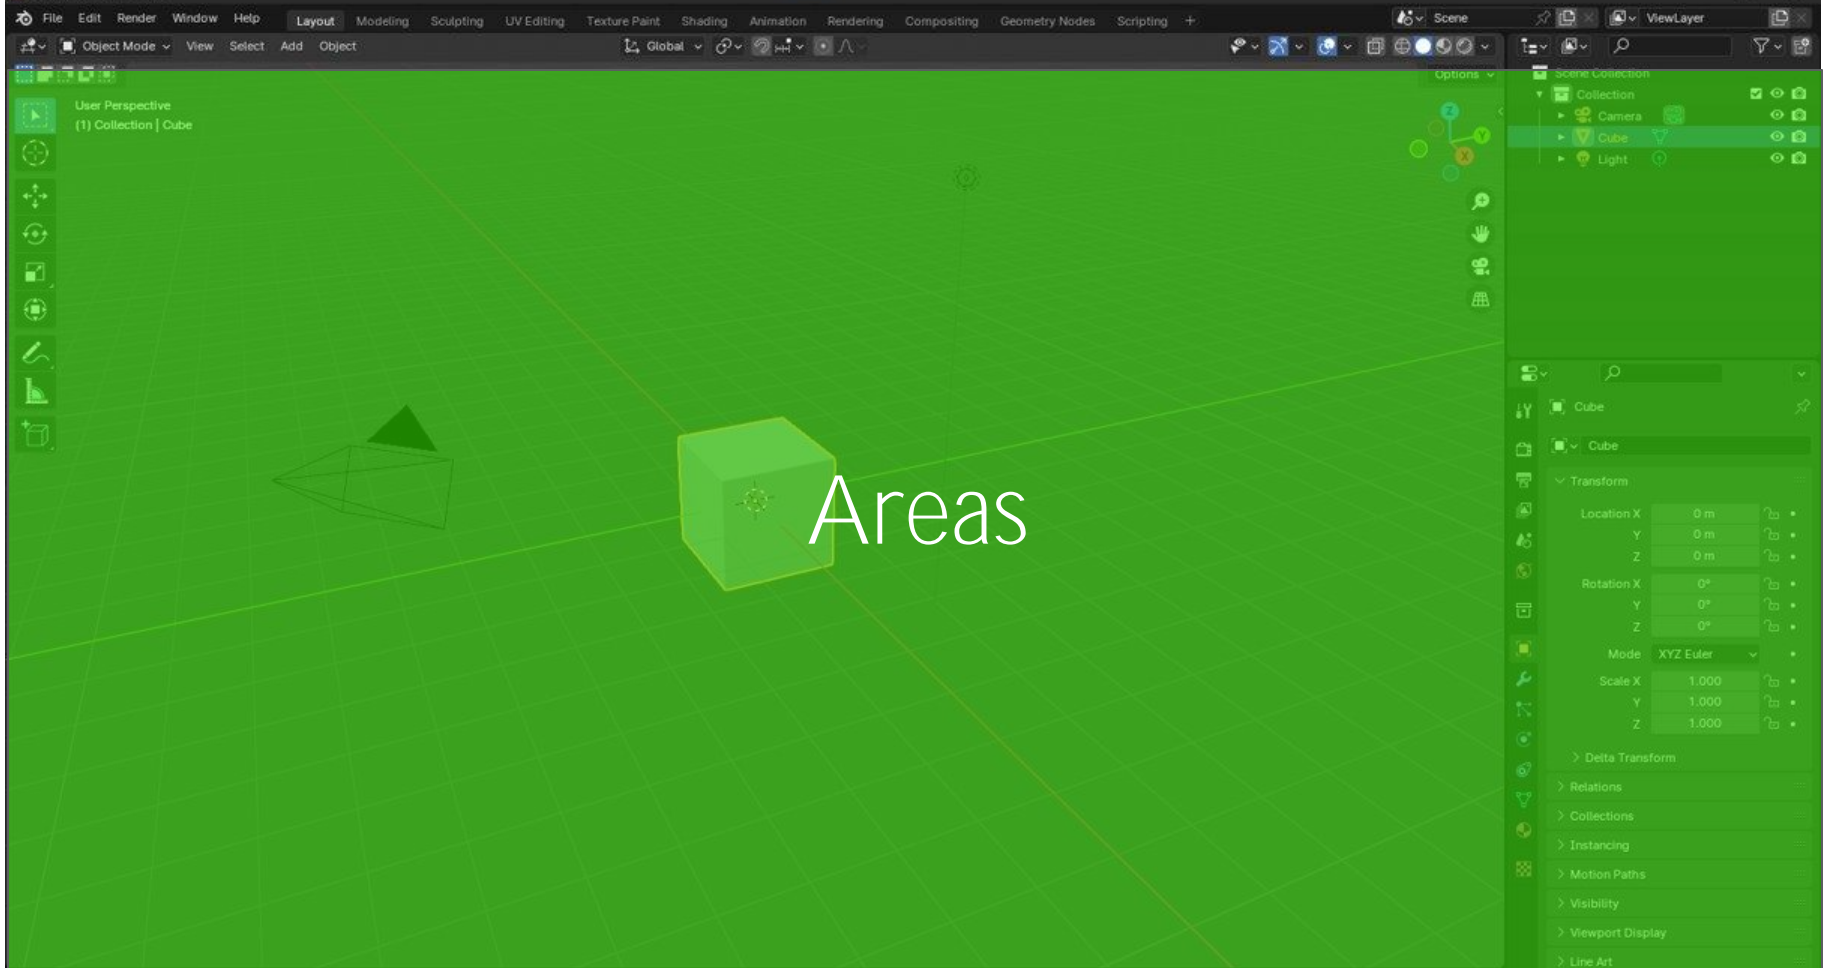 File Edit Render Window Help Layout Modeling Sculpting UV Editing Texture Paint Shading Animation Rendering Compositing Geometry Nodes Scripting + Scene ViewLayer
Object Mode View Select Add Object Global
Options
User Perspective
(1) Collection | Cube
Z
Y
X
Areas
Scene Collection
Collection
Camera
Cube
Light
Cube
Cube
Transform
Location X 0 m
Y 0 m
Z 0 m
Rotation X 0°
Y 0°
Z 0°
Mode XYZ Euler
Scale X 1.000
Y 1.000
Z 1.000
Delta Transform
Relations
Collections
Instancing
Motion Paths
Visibility
Viewport Display
Line Art